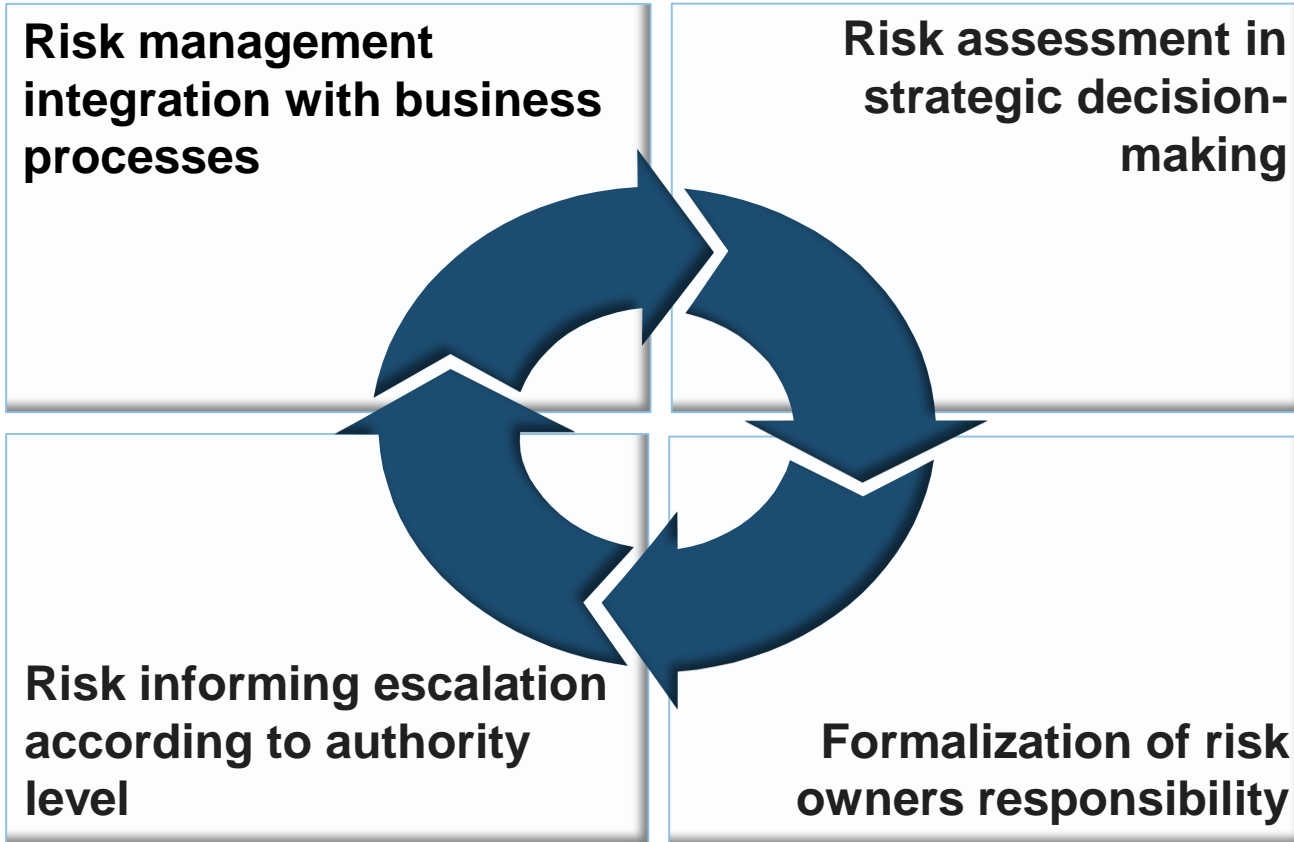 Risk management
integration with business
processes
Risk assessment in
strategic decision-
making
Risk informing escalation
according to authority
level
Formalization of risk
owners responsibility